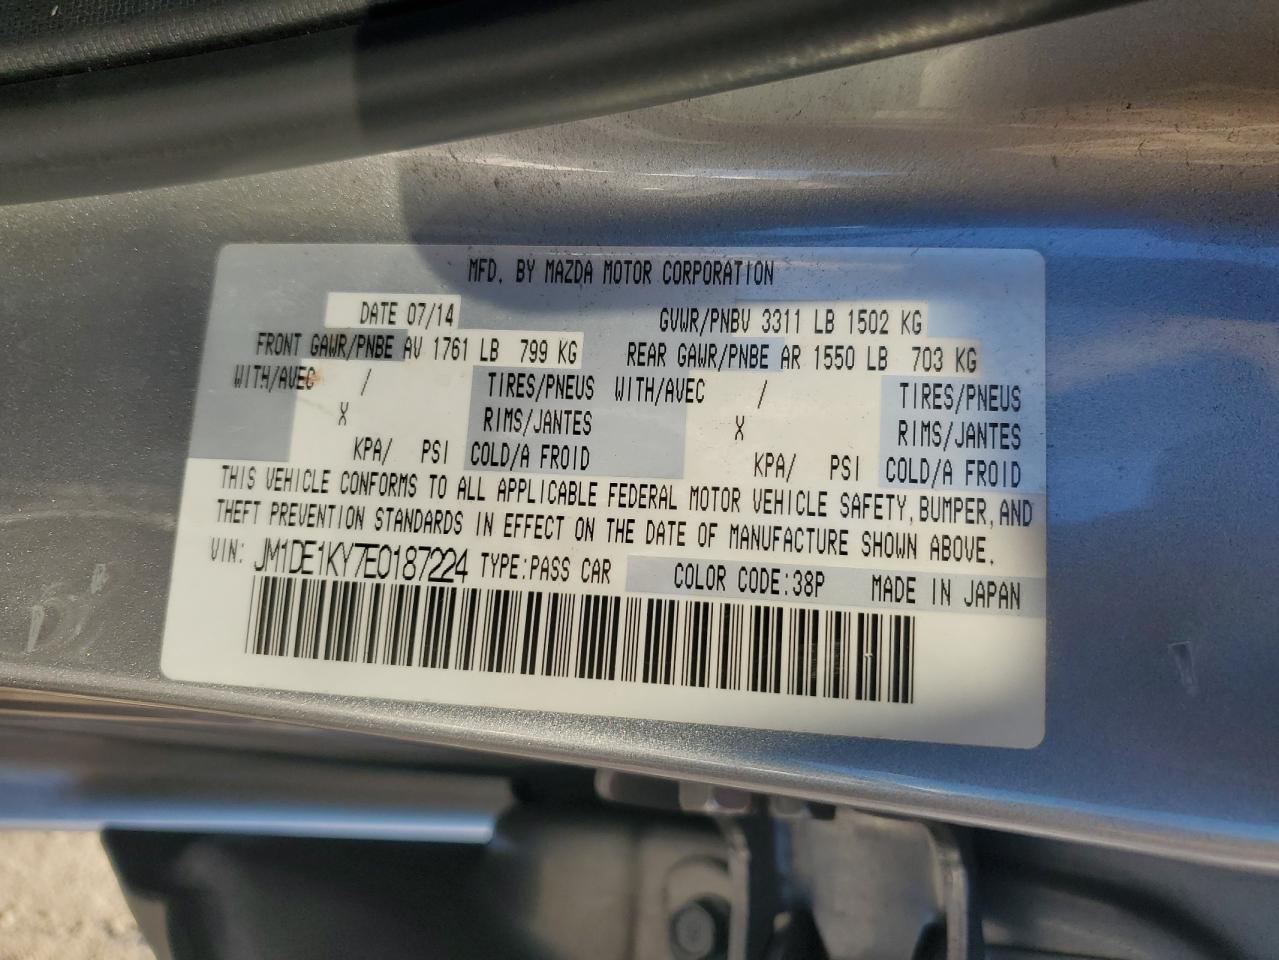 MFD. BY MAZDA MOTOR CORPORATION
DATE 07/14 GVWR/PNBV 3311 LB 1502 KG
FRONT GAWR/PNBE AV 1761 LB 799 KG REAR GAWR/PNBE AR 1550 LB 703 KG
WITH/AVEC / TIRES/PNEUS WITH/AVEC / TIRES/PNEUS
X RIMS/JANTES X RIMS/JANTES
KPA/ PSI COLD/A FROID KPA/ PSI COLD/A FROID
THIS VEHICLE CONFORMS TO ALL APPLICABLE FEDERAL MOTOR VEHICLE SAFETY, BUMPER, AND
THEFT PREVENTION STANDARDS IN EFFECT ON THE DATE OF MANUFACTURE SHOWN ABOVE.
VIN: JM1DE1KY7E0187224 TYPE:PASS CAR COLOR CODE:38P MADE IN JAPAN